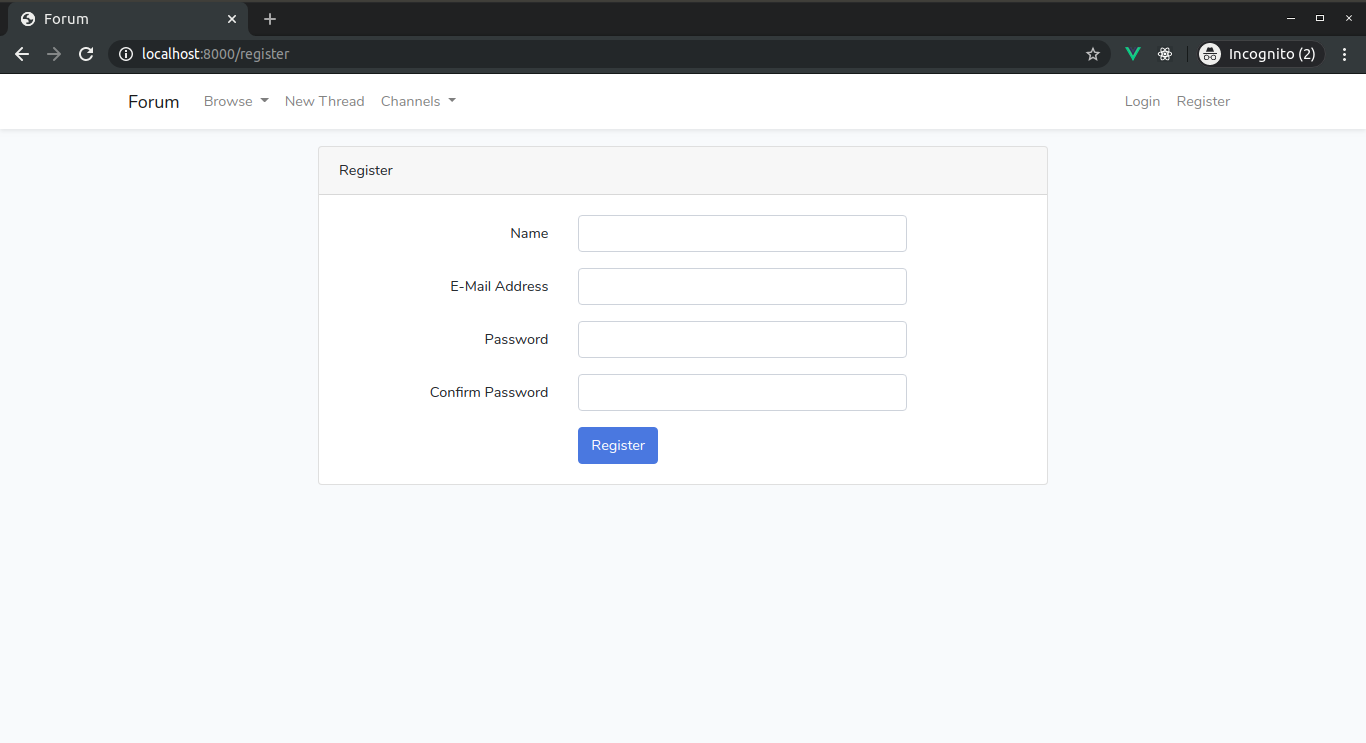 Forum
localhost:8000/register
Incognito (2)
Forum Browse New Thread Channels Login Register
Register
Name
E-Mail Address
Password
Confirm Password
Register